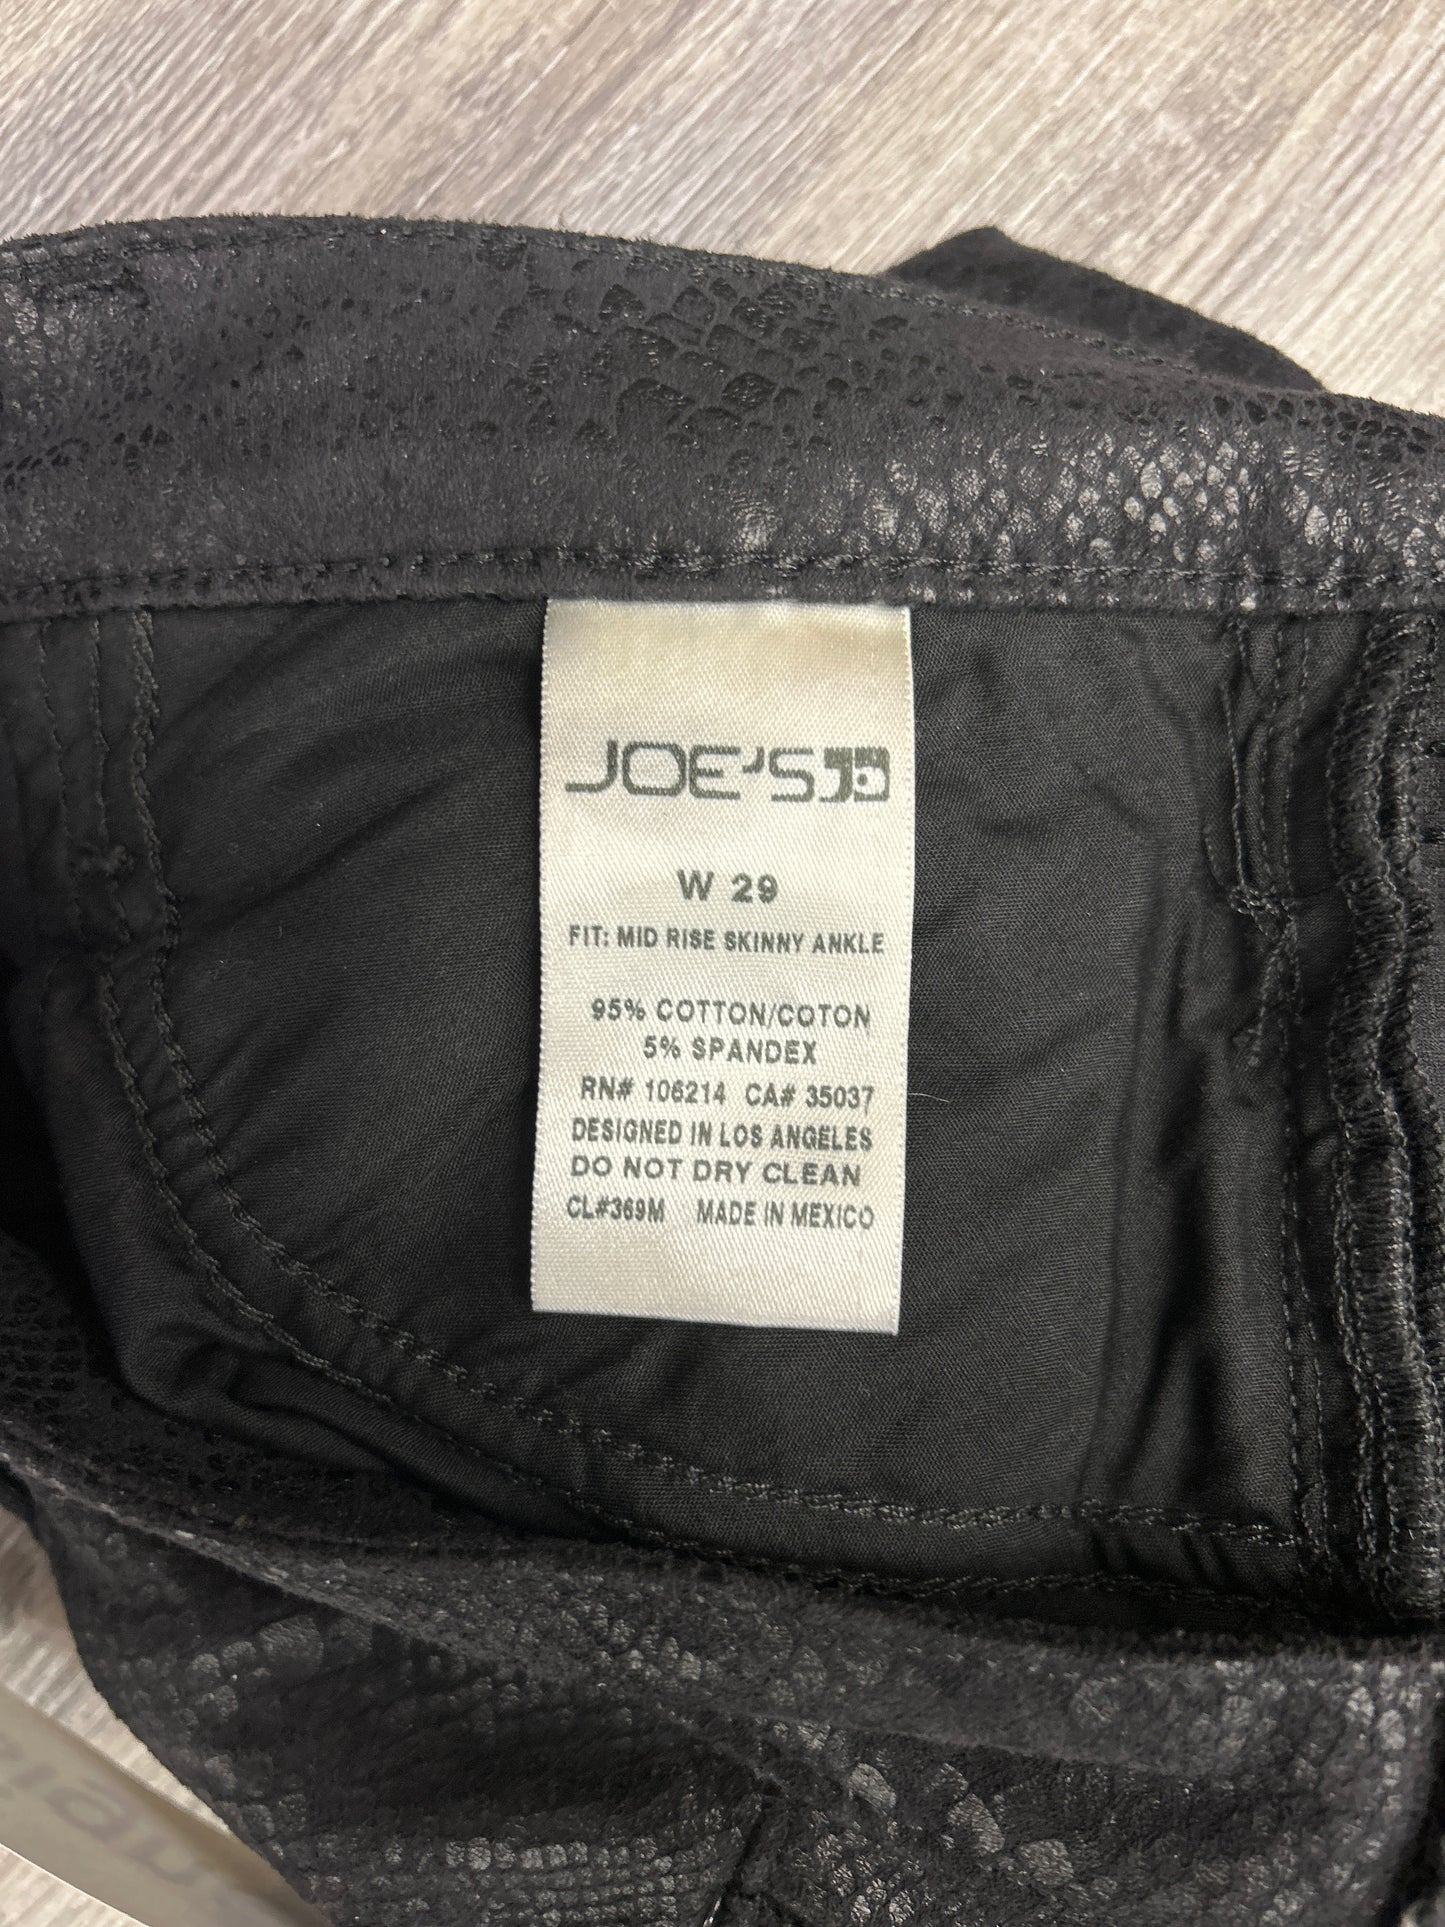 JOE'S
W 29
FIT: MID RISE SKINNY ANKLE
95% COTTON/COTON
5% SPANDEX
RN# 106214 CA# 35037
DESIGNED IN LOS ANGELES
DO NOT DRY CLEAN
CL#369M MADE IN MEXICO